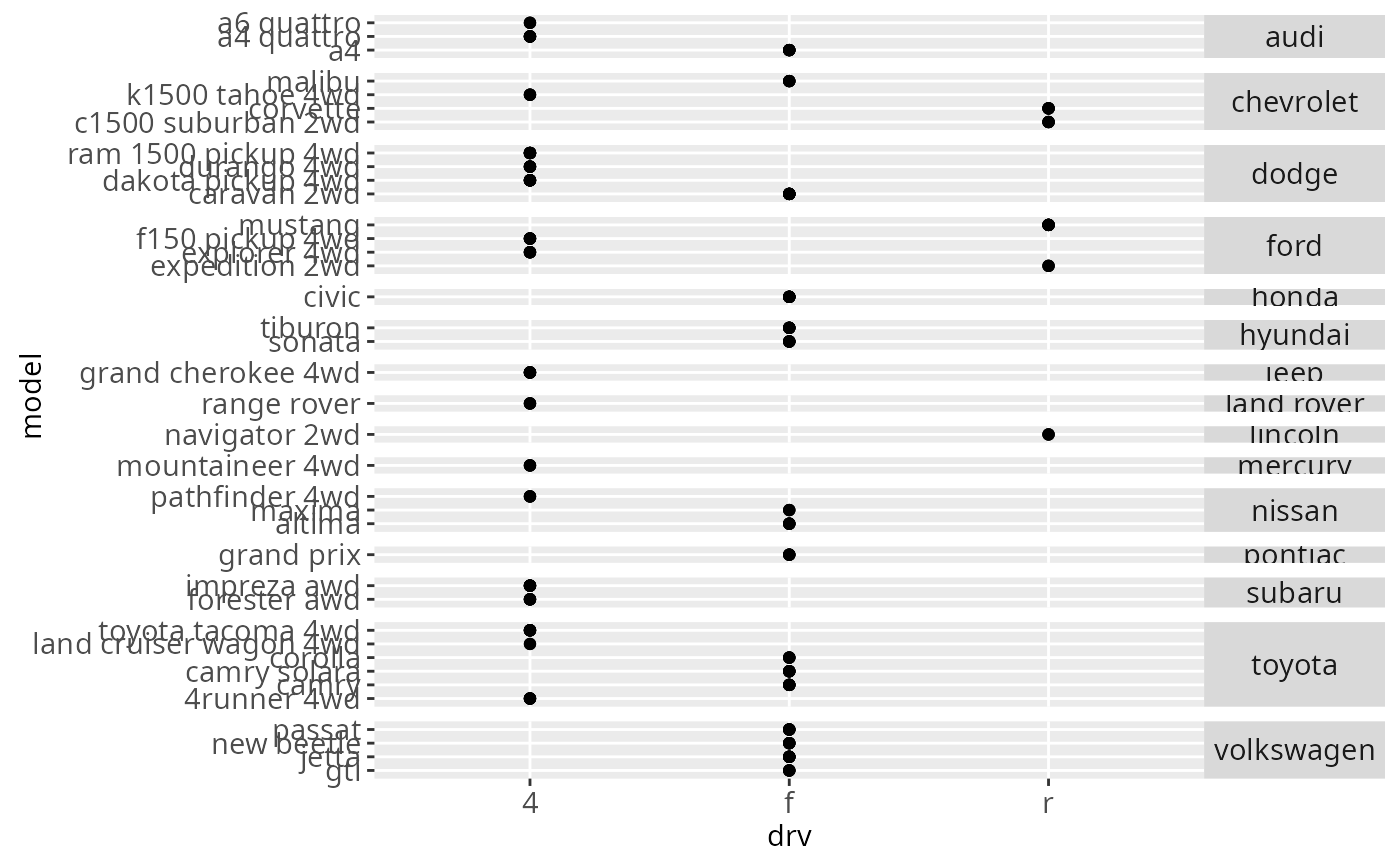 a6 quattro
a4 quattro
a4
audi
malibu
k1500 tahoe 4wd
corvette
c1500 suburban 2wd
chevrolet
ram 1500 pickup 4wd
durango 4wd
dakota pickup 4wd
caravan 2wd
dodge
mustang
f150 pickup 4wd
explorer 4wd
expedition 2wd
ford
civic
honda
tiburon
sonata
hyundai
grand cherokee 4wd
jeep
range rover
land rover
navigator 2wd
lincoln
mountaineer 4wd
mercury
pathfinder 4wd
maxima
altima
nissan
grand prix
pontiac
impreza awd
forester awd
subaru
toyota tacoma 4wd
land cruiser wagon 4wd
corolla
camry solara
camry
4runner 4wd
toyota
passat
new beetle
jetta
gti
volkswagen
model
4 f r
drv